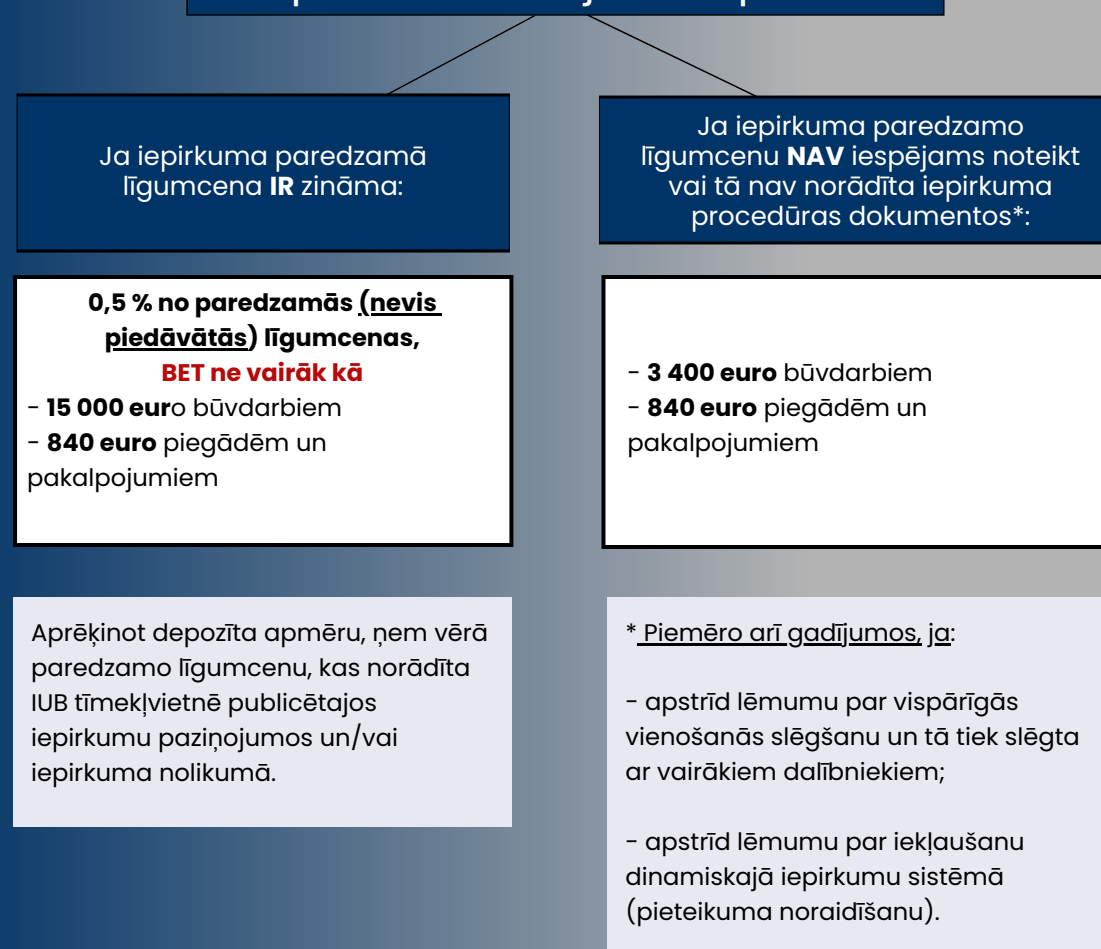 Ja iepirkuma paredzamā
līgumcena IR zināma:
Ja iepirkuma paredzamo
līgumcenu NAV iespējams noteikt
vai tā nav norādīta iepirkuma
procedūras dokumentos*:
0,5 % no paredzamās (nevis
piedāvātās) līgumcenas,
BET ne vairāk kā
- 15 000 euro būvdarbiem
- 840 euro piegādēm un
pakalpojumiem
- 3 400 euro būvdarbiem
- 840 euro piegādēm un
pakalpojumiem
Aprēķinot depozīta apmēru, ņem vērā
paredzamo līgumcenu, kas norādīta
IUB tīmekļvietnē publicētajos
iepirkumu paziņojumos un/vai
iepirkuma nolikumā.
* Piemēro arī gadījumos, ja:
- apstrīd lēmumu par vispārīgās
vienošanās slēgšanu un tā tiek slēgta
ar vairākiem dalībniekiem;
- apstrīd lēmumu par iekļaušanu
dinamiskajā iepirkumu sistēmā
(pieteikuma noraidīšanu).